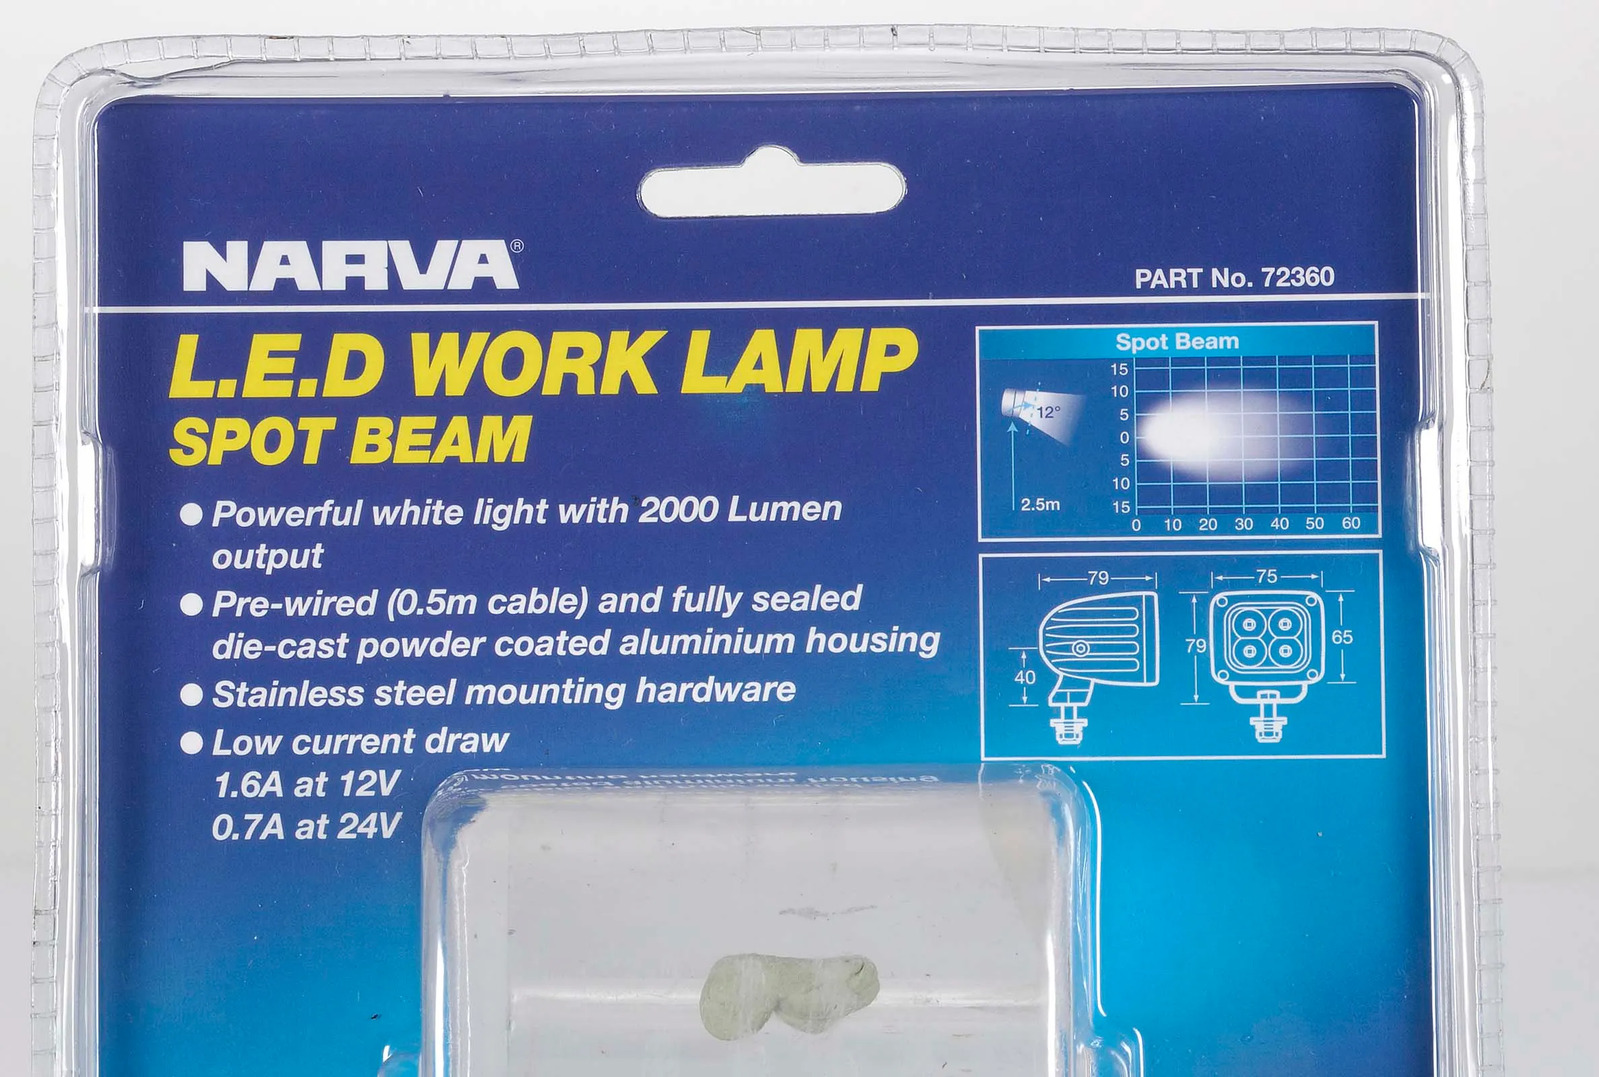 NARVA®
PART No. 72360
L.E.D WORK LAMP
SPOT BEAM
● Powerful white light with 2000 Lumen
output
● Pre-wired (0.5m cable) and fully sealed
die-cast powder coated aluminium housing
● Stainless steel mounting hardware
● Low current draw
1.6A at 12V
0.7A at 24V
Spot Beam
15
10
5
0
5
10
15
0 10 20 30 40 50 60
12°
2.5m
79
75
40
79
65